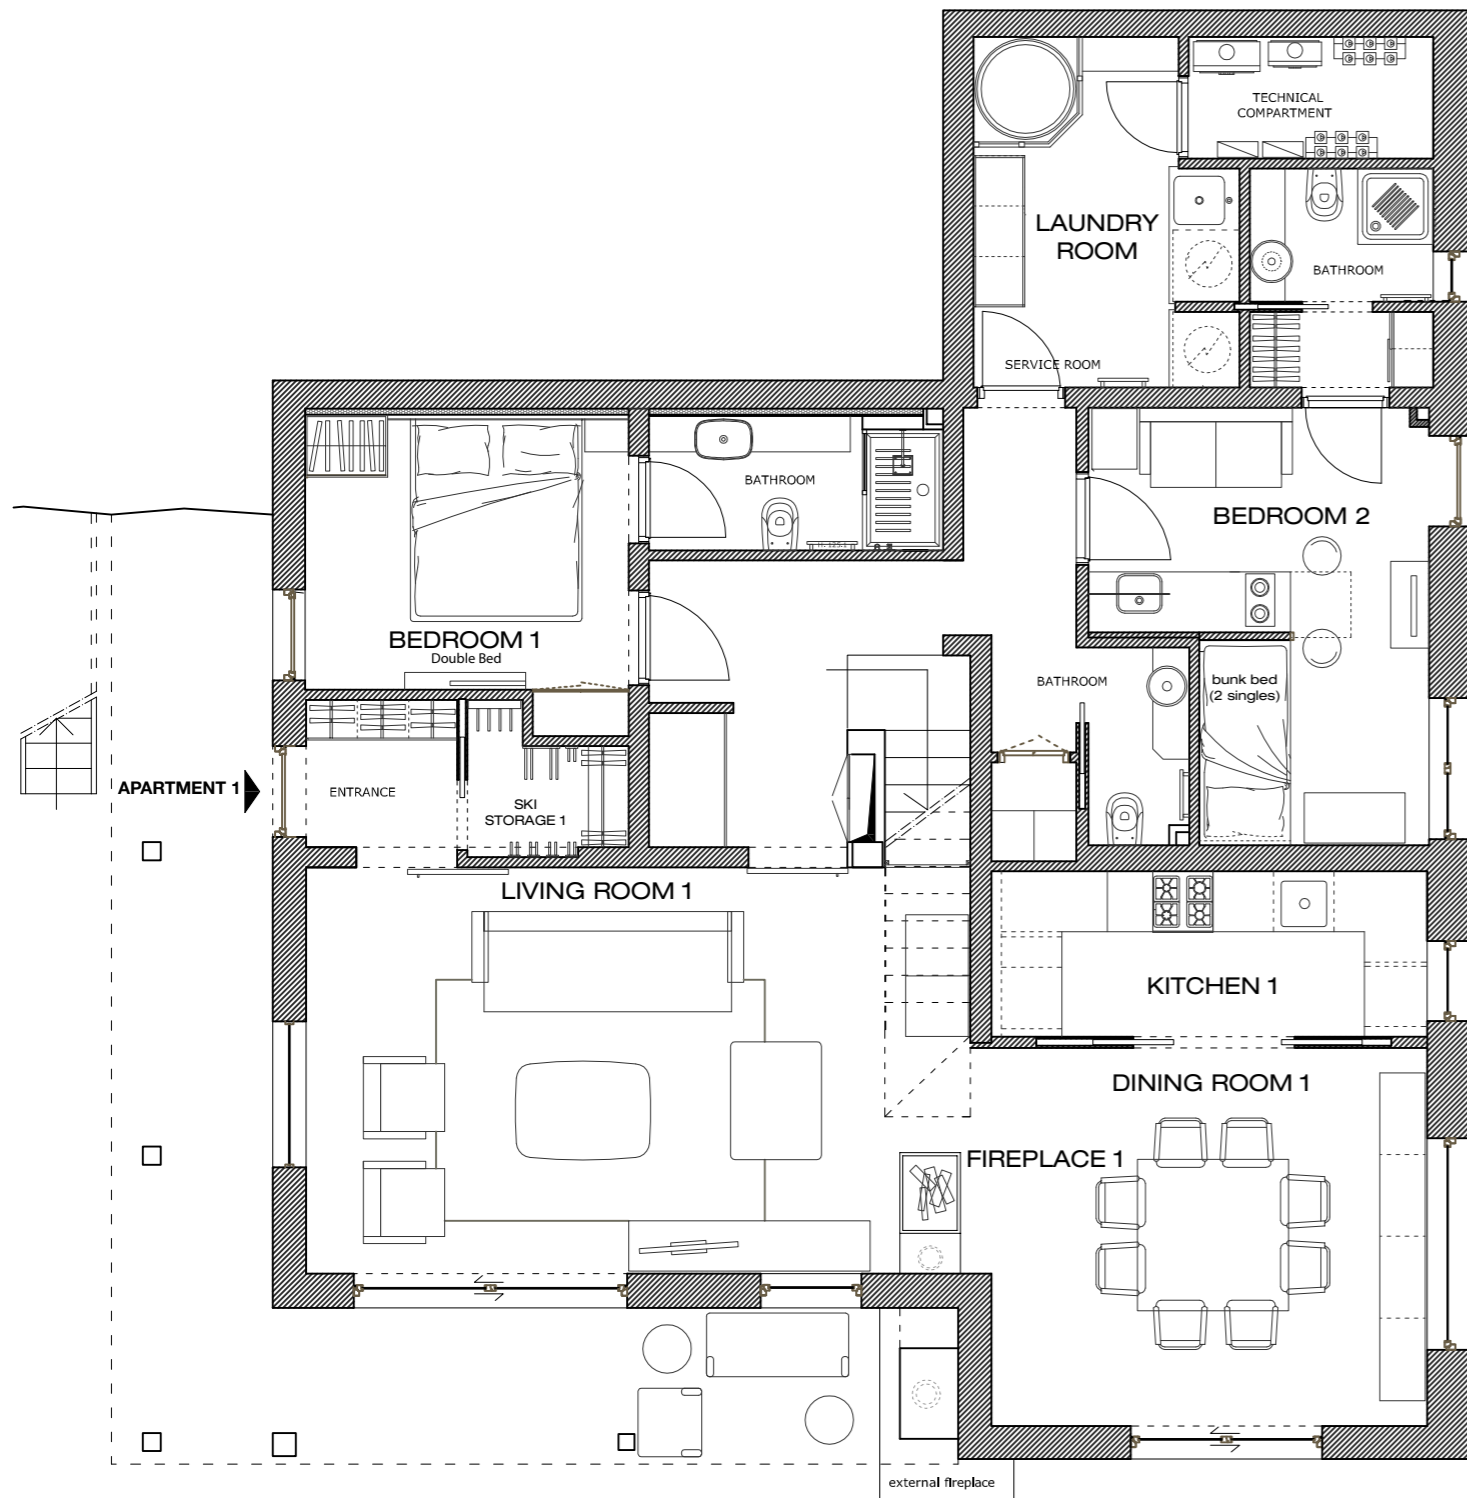 TECHNICAL
COMPARTMENT
LAUNDRY
ROOM
BATHROOM
SERVICE ROOM
BATHROOM
BEDROOM 2
BEDROOM 1
Double Bed
BATHROOM
bunk bed
(2 singles)
APARTMENT 1
ENTRANCE
SKI
STORAGE 1
LIVING ROOM 1
KITCHEN 1
DINING ROOM 1
FIREPLACE 1
external fireplace